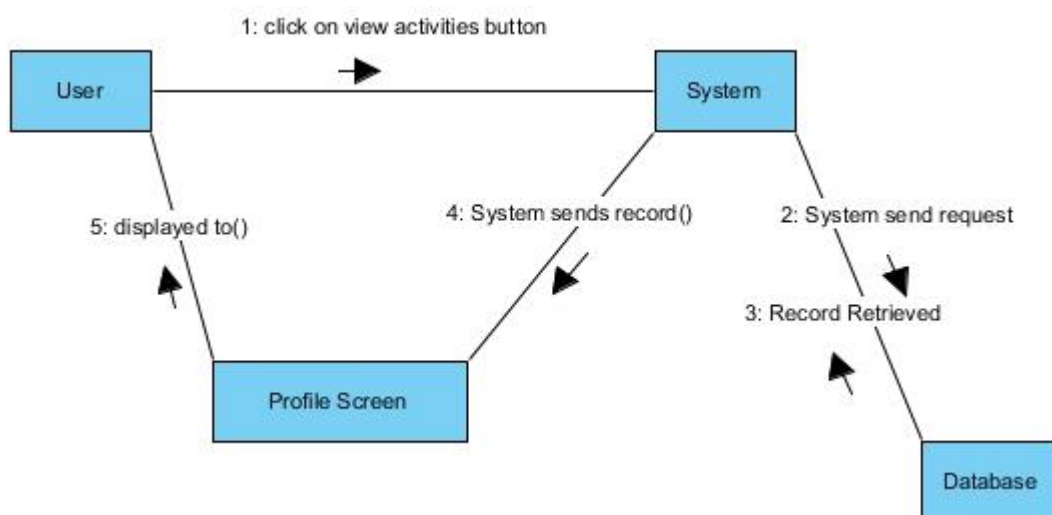 1: click on view activities button
User
System
5: displayed to()
4: System sends record()
2: System send request
3: Record Retrieved
Profile Screen
Database